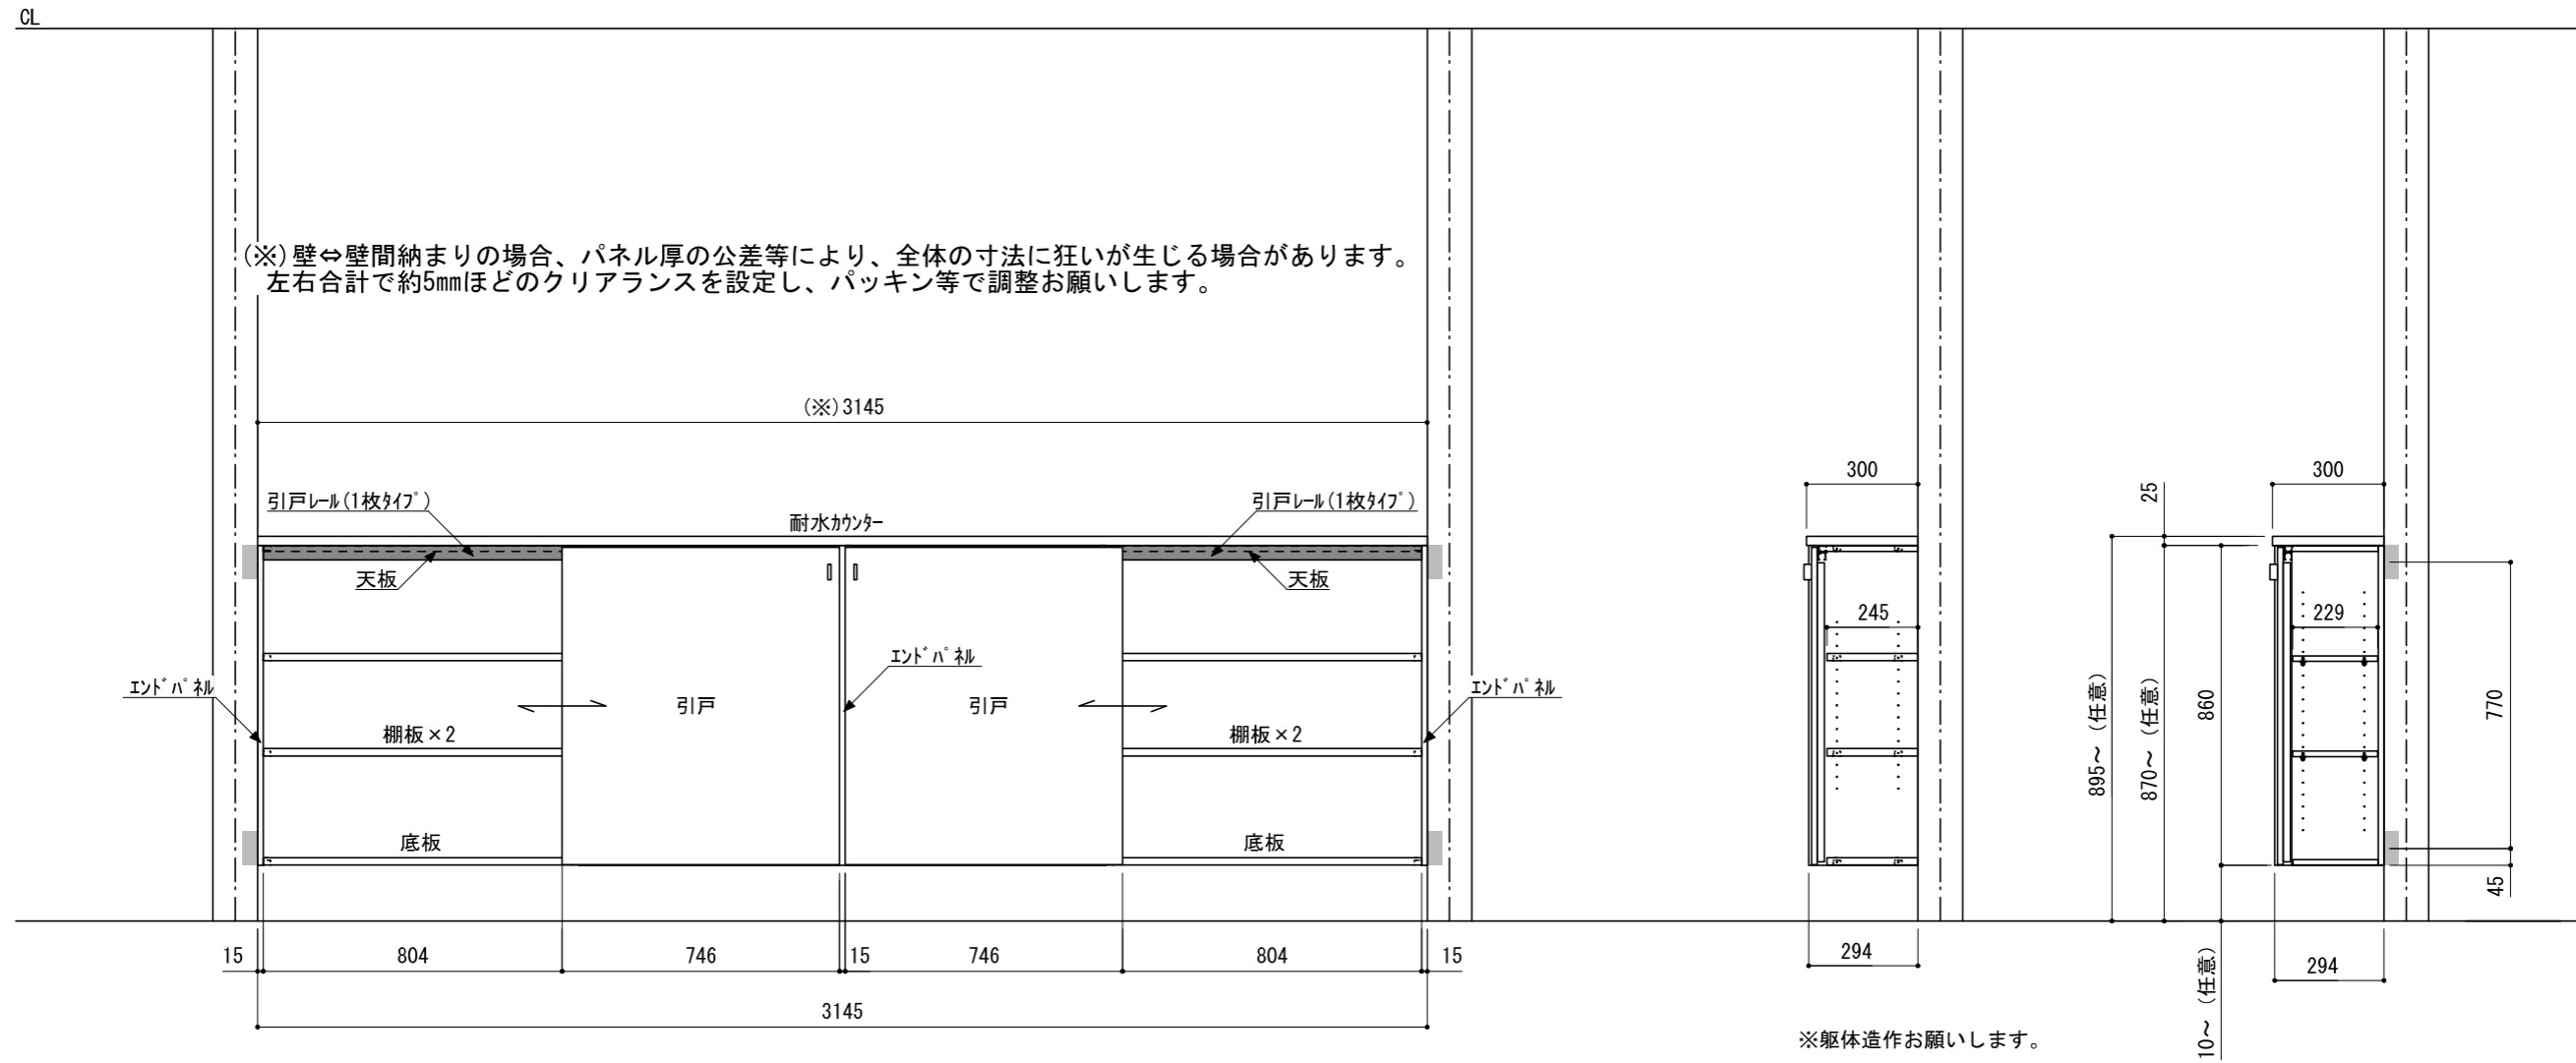 CL
(※)壁⇔壁間納まりの場合、パネル厚の公差等により、全体の寸法に狂いが生じる場合があります。
左右合計で約5㎜ほどのクリアランスを設定し、パッキン等で調整お願いします。
(※)3145
引戸ﾚｰﾙ(1枚ﾀｲﾌﾟ)
引戸ﾚｰﾙ(1枚ﾀｲﾌﾟ)
耐水ｶｳﾝﾀｰ
天板
天板
ｴﾝﾄﾞﾊﾟﾈﾙ
ｴﾝﾄﾞﾊﾟﾈﾙ
ｴﾝﾄﾞﾊﾟﾈﾙ
引戸
引戸
棚板×2
棚板×2
底板
底板
15
804
746
15
746
804
15
3145
300
245
294
300
25
229
895～ (任意)
870～ (任意)
860
770
45
10～ (任意)
294
※躯体造作お願いします。